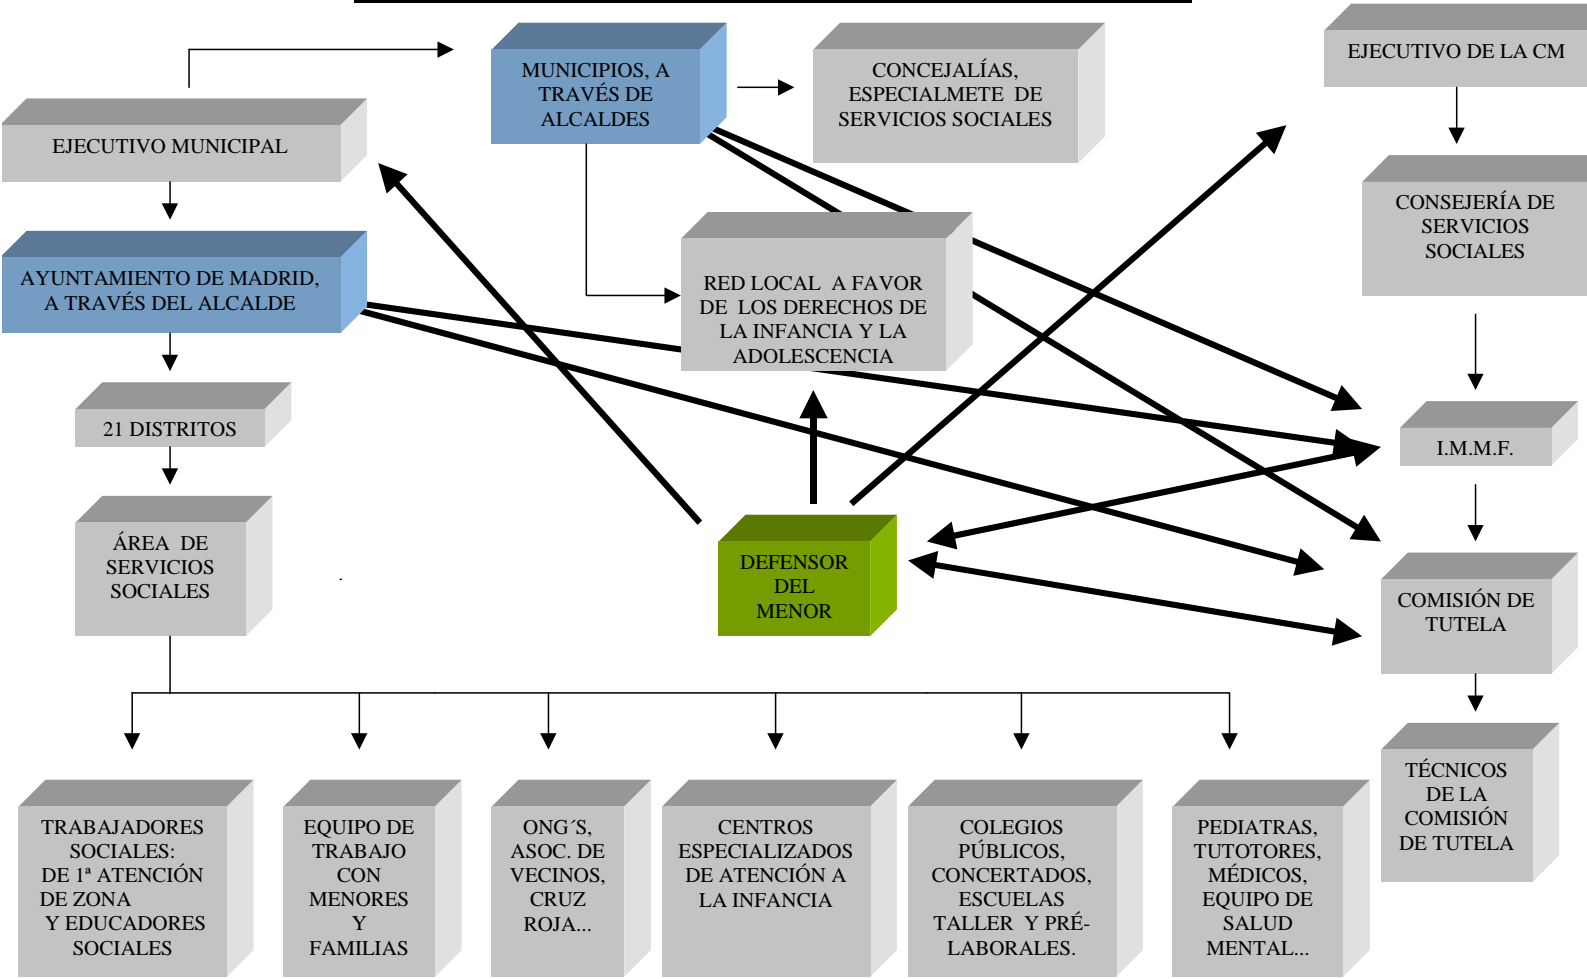 EJECUTIVO MUNICIPAL
MUNICIPIOS, A
TRAVÉS DE
ALCALDES
CONCEJALÍAS,
ESPECIALMETE DE
SERVICIOS SOCIALES
EJECUTIVO DE LA CM
CONSEJERÍA DE
SERVICIOS
SOCIALES
AYUNTAMIENTO DE MADRID,
A TRAVÉS DEL ALCALDE
RED LOCAL A FAVOR
DE LOS DERECHOS DE
LA INFANCIA Y LA
ADOLESCENCIA
21 DISTRITOS
I.M.M.F.
ÁREA DE
SERVICIOS
SOCIALES
DEFENSOR
DEL
MENOR
COMISIÓN DE
TUTELA
TÉCNICOS
DE LA
COMISIÓN
DE TUTELA
TRABAJADORES
SOCIALES:
DE 1ª ATENCIÓN
DE ZONA
Y EDUCADORES
SOCIALES
EQUIPO DE
TRABAJO
CON
MENORES
Y
FAMILIAS
ONG´S,
ASOC. DE
VECINOS,
CRUZ
ROJA...
CENTROS
ESPECIALIZADOS
DE ATENCIÓN A
LA INFANCIA
COLEGIOS
PÚBLICOS,
CONCERTADOS,
ESCUELAS
TALLER Y PRÉ-
LABORALES.
PEDIATRAS,
TUTOTORES,
MÉDICOS,
EQUIPO DE
SALUD
MENTAL...